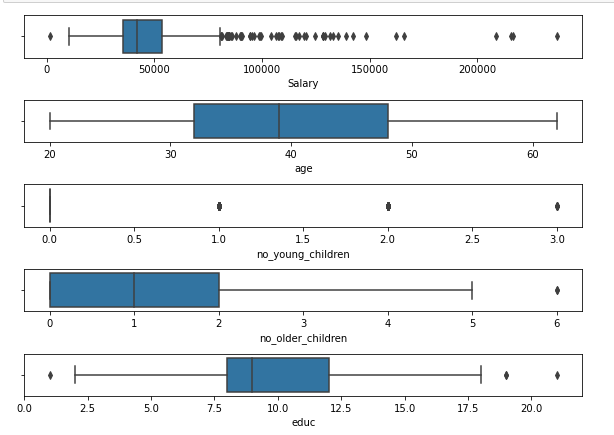 0 50000 100000 150000 200000
Salary
20 30 40 50 60
age
0.0 0.5 1.0 1.5 2.0 2.5 3.0
no_young_children
0 1 2 3 4 5 6
no_older_children
0.0 2.5 5.0 7.5 10.0 12.5 15.0 17.5 20.0
educ